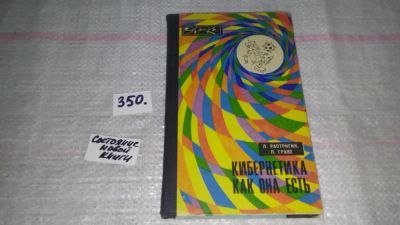 350.
Состояние
новой
книги
Л. РАСТРИГИН,
П. ГРАВЕ
КИБЕРНЕТИКА
КАК ОНА ЕСТЬ